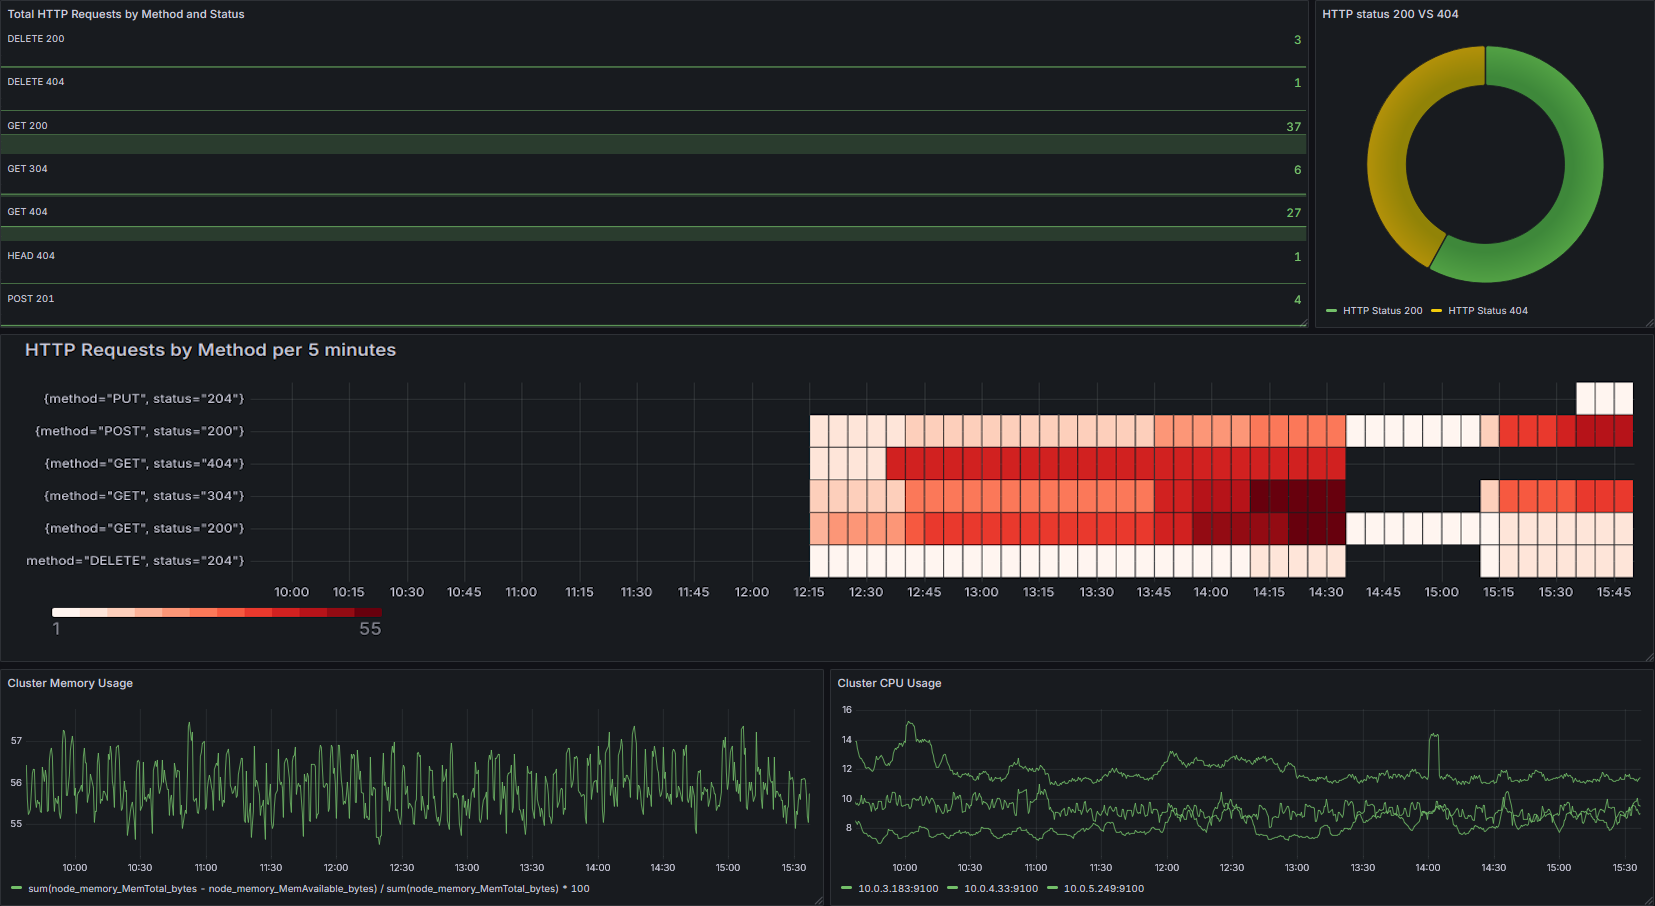 Total HTTP Requests by Method and Status
DELETE 200
3
DELETE 404
1
GET 200
37
GET 304
6
GET 404
27
HEAD 404
1
POST 201
4
HTTP status 200 VS 404
HTTP Status 200 HTTP Status 404
HTTP Requests by Method per 5 minutes
{method="PUT", status="204"}
{method="POST", status="200"}
{method="GET", status="404"}
{method="GET", status="304"}
{method="GET", status="200"}
method="DELETE", status="204"}
10:00 10:15 10:30 10:45 11:00 11:15 11:30 11:45 12:00 12:15 12:30 12:45 13:00 13:15 13:30 13:45 14:00 14:15 14:30 14:45 15:00 15:15 15:30 15:45
1 55
Cluster Memory Usage
57
56
55
10:00 10:30 11:00 11:30 12:00 12:30 13:00 13:30 14:00 14:30 15:00 15:30
sum(node_memory_MemTotal_bytes - node_memory_MemAvailable_bytes) / sum(node_memory_MemTotal_bytes) * 100
Cluster CPU Usage
16
14
12
10
8
10:00 10:30 11:00 11:30 12:00 12:30 13:00 13:30 14:00 14:30 15:00 15:30
10.0.3.183:9100 10.0.4.33:9100 10.0.5.249:9100